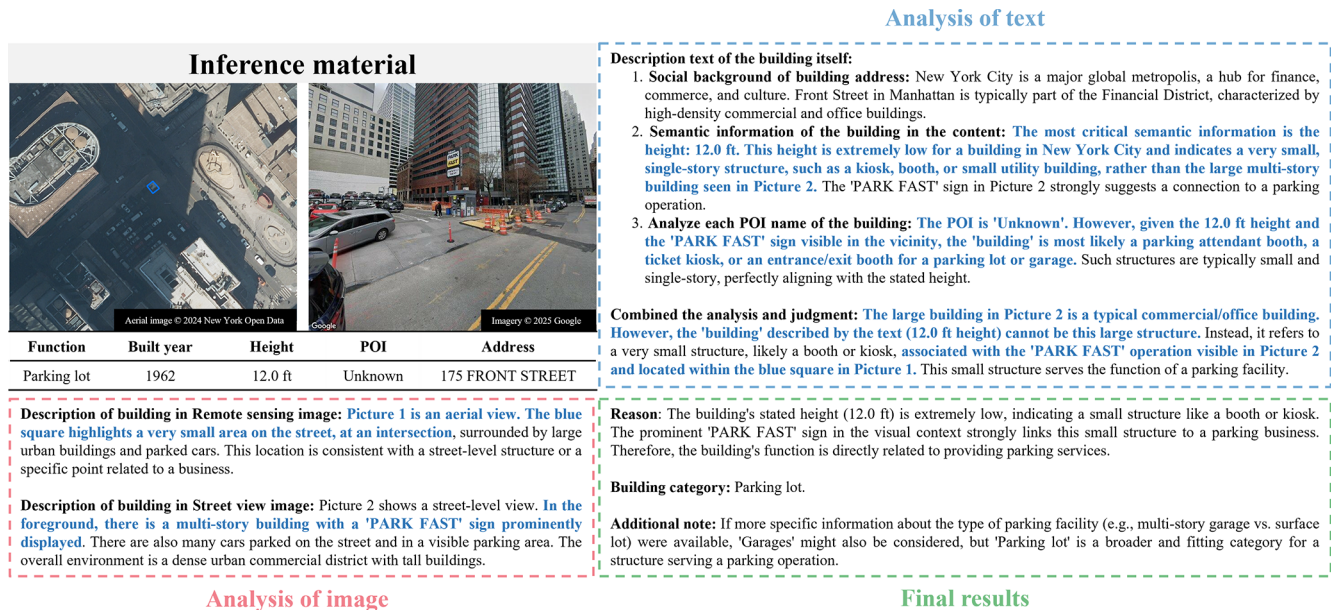 Analysis of text
Inference material
PARK
FAST
Aerial image © 2024 New York Open Data
Google
Imagery © 2025 Google
Function Built year Height POI Address
Parking lot 1962 12.0 ft Unknown 175 FRONT STREET
Description text of the building itself:
1. Social background of building address: New York City is a major global metropolis, a hub for finance,
commerce, and culture. Front Street in Manhattan is typically part of the Financial District, characterized by
high-density commercial and office buildings.
2. Semantic information of the building in the content: The most critical semantic information is the
height: 12.0 ft. This height is extremely low for a building in New York City and indicates a very small,
single-story structure, such as a kiosk, booth, or small utility building, rather than the large multi-story
building seen in Picture 2. The 'PARK FAST' sign in Picture 2 strongly suggests a connection to a parking
operation.
3. Analyze each POI name of the building: The POI is 'Unknown'. However, given the 12.0 ft height and
the 'PARK FAST' sign visible in the vicinity, the 'building' is most likely a parking attendant booth, a
ticket kiosk, or an entrance/exit booth for a parking lot or garage. Such structures are typically small and
single-story, perfectly aligning with the stated height.
Combined the analysis and judgment: The large building in Picture 2 is a typical commercial/office building.
However, the 'building' described by the text (12.0 ft height) cannot be this large structure. Instead, it refers to
a very small structure, likely a booth or kiosk, associated with the 'PARK FAST' operation visible in Picture 2
and located within the blue square in Picture 1. This small structure serves the function of a parking facility.
Description of building in Remote sensing image: Picture 1 is an aerial view. The blue
square highlights a very small area on the street, at an intersection, surrounded by large
urban buildings and parked cars. This location is consistent with a street-level structure or a
specific point related to a business.
Description of building in Street view image: Picture 2 shows a street-level view. In the
foreground, there is a multi-story building with a 'PARK FAST' sign prominently
displayed. There are also many cars parked on the street and in a visible parking area. The
overall environment is a dense urban commercial district with tall buildings.
Analysis of image
Reason: The building's stated height (12.0 ft) is extremely low, indicating a small structure like a booth or kiosk.
The prominent 'PARK FAST' sign in the visual context strongly links this small structure to a parking business.
Therefore, the building's function is directly related to providing parking services.
Building category: Parking lot.
Additional note: If more specific information about the type of parking facility (e.g., multi-story garage vs. surface
lot) were available, 'Garages' might also be considered, but 'Parking lot' is a broader and fitting category for a
structure serving a parking operation.
Final results